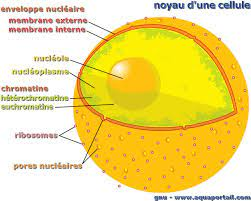 noyau d'une cellule
enveloppe nucléaire
membrane externe
membrane interne
nucléole
nucléoplasme
chromatine
hétérochromatine
euchromatine
ribosomes
pores nucléaires
gnu - www.aquaportail.com